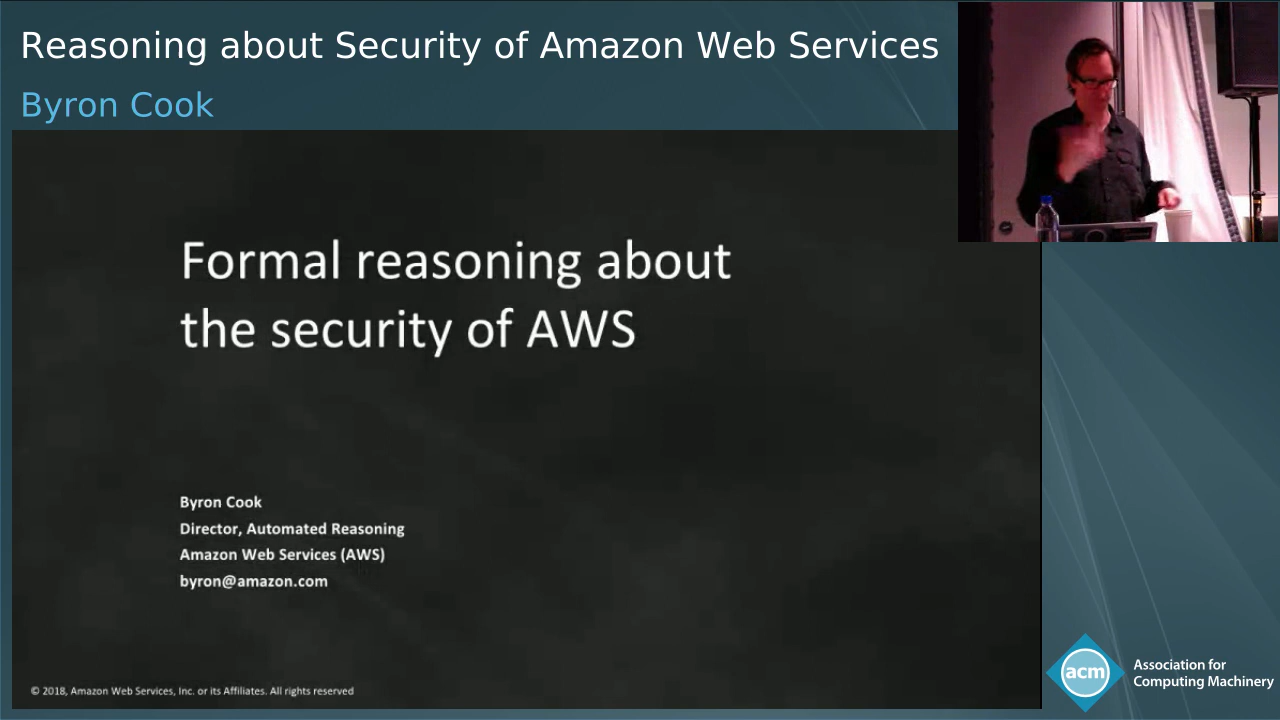 Reasoning about Security of Amazon Web Services
Byron Cook
Formal reasoning about
the security of AWS
Byron Cook
Director, Automated Reasoning
Amazon Web Services (AWS)
byron@amazon.com
© 2018, Amazon Web Services, Inc. or its Affiliates. All rights reserved
acm
Association for
Computing Machinery